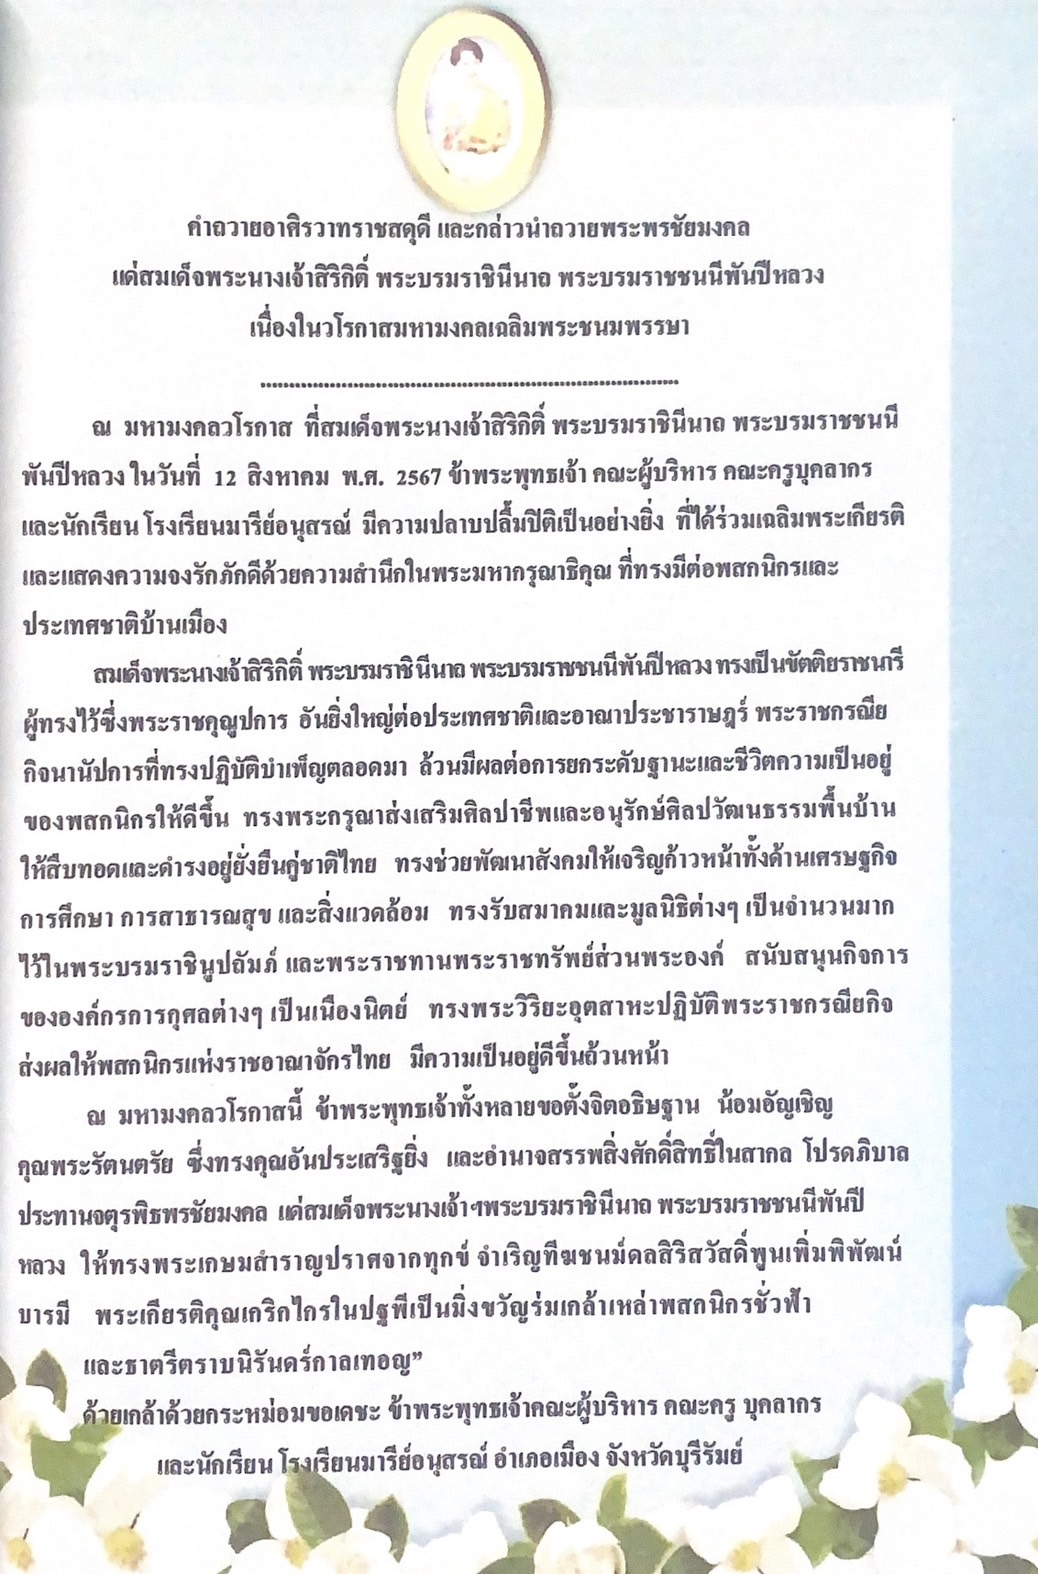 คำถวายอาศิรวาทราชสดุดี และกล่าวนำถวายพระพรชัยมงคล
แด่สมเด็จพระนางเจ้าสิริกิติ์ พระบรมราชินีนาถ พระบรมราชชนนีพันปีหลวง
เนื่องในวโรกาสมหามงคลเฉลิมพระชนมพรรษา
ณ มหามงคลวโรกาส ที่สมเด็จพระนางเจ้าสิริกิติ์ พระบรมราชินีนาถ พระบรมราชชนนี
พันปีหลวง ในวันที่ 12 สิงหาคม พ.ศ. 2567 ข้าพระพุทธเจ้า คณะผู้บริหาร คณะครูบุคลากร
และนักเรียน โรงเรียนมารีย์อนุสรณ์ มีความปลาบปลื้มปิติเป็นอย่างยิ่ง ที่ได้ร่วมเฉลิมพระเกียรติ
และแสดงความจงรักภักดีด้วยความสำนึกในพระมหากรุณาธิคุณ ที่ทรงมีต่อพสกนิกรและ
ประเทศชาติบ้านเมือง
สมเด็จพระนางเจ้าสิริกิติ์ พระบรมราชินีนาถ พระบรมราชชนนีพันปีหลวง ทรงเป็นขัตติยราชนารี
ผู้ทรงไว้ซึ่งพระราชคุณูปการ อันยิ่งใหญ่ต่อประเทศชาติและอาณาประชาราษฎร์ พระราชกรณีย
กิจนานัปการที่ทรงปฏิบัติบำเพ็ญตลอดมา ล้วนมีผลต่อการยกระดับฐานะและชีวิตความเป็นอยู่
ของพสกนิกรให้ดีขึ้น ทรงพระกรุณาส่งเสริมศิลปาชีพและอนุรักษ์ศิลปวัฒนธรรมพื้นบ้าน
ให้สืบทอดและดำรงอยู่ยั่งยืนคู่ชาติไทย ทรงช่วยพัฒนาสังคมให้เจริญก้าวหน้าทั้งด้านเศรษฐกิจ
การศึกษา การสาธารณสุข และสิ่งแวดล้อม ทรงรับสมาคมและมูลนิธิต่างๆ เป็นจำนวนมาก
ไว้ในพระบรมราชินูปถัมภ์ และพระราชทานพระราชทรัพย์ส่วนพระองค์ สนับสนุนกิจการ
ขององค์กรการกุศลต่างๆ เป็นเนืองนิตย์ ทรงพระวิริยะอุตสาหะปฏิบัติพระราชกรณียกิจ
ส่งผลให้พสกนิกรแห่งราชอาณาจักรไทย มีความเป็นอยู่ดีขึ้นถ้วนหน้า
ณ มหามงคลวโรกาสนี้ ข้าพระพุทธเจ้าทั้งหลายขอตั้งจิตอธิษฐาน น้อมอัญเชิญ
คุณพระรัตนตรัย ซึ่งทรงคุณอันประเสริฐยิ่ง และอำนาจสรรพสิ่งศักดิ์สิทธิ์ในสากล โปรดภิบาล
ประทานจตุรพิธพรชัยมงคล แด่สมเด็จพระนางเจ้าฯพระบรมราชินีนาถ พระบรมราชชนนีพันปี
หลวง ให้ทรงพระเกษมสำราญปราศจากทุกข์ จำเริญทีฆชนม์ดลสิริสวัสดิ์พูนเพิ่มพิพัฒน์
บารมี พระเกียรติคุณเกริกไกรในปฐพีเป็นมิ่งขวัญร่มเกล้าเหล่าพสกนิกรชั่วฟ้า
และธาตรีตราบนิรันดร์กาลเทอญ”
ด้วยเกล้าด้วยกระหม่อมขอเดชะ ข้าพระพุทธเจ้าคณะผู้บริหาร คณะครู บุคลากร
และนักเรียน โรงเรียนมารีย์อนุสรณ์ อำเภอเมือง จังหวัดบุรีรัมย์